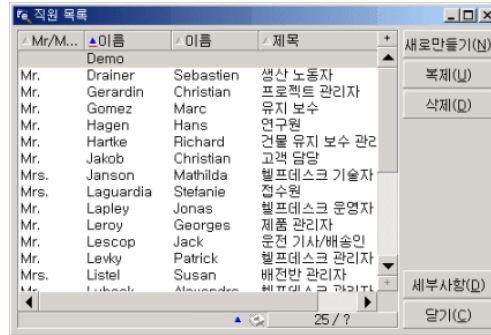 직원 목록
Mr/M... 이름 이름 제목 +
새로만들기(N)
복제(U)
삭제(D)
Demo
Mr. Drainer Sebastien 생산 노동자
Mr. Gerardin Christian 프로젝트 관리자
Mr. Gomez Marc 유지 보수
Mr. Hagen Hans 연구원
Mr. Hartke Richard 건물 유지 보수 관리
Mr. Jakob Christian 고객 담당
Mrs. Janson Mathilda 헬프데스크 기술자
Mrs. Laguardia Stefanie 접수원
Mr. Lapley Jonas 헬프데스크 운영자
Mr. Leroy Georges 제품 관리자
Mr. Lescop Jack 운전 기사/배송인
Mr. Levky Patrick 헬프데스크 관리자
Mrs. Listel Susan 배전반 관리자
세부사항(D)
25/?
닫기(C)